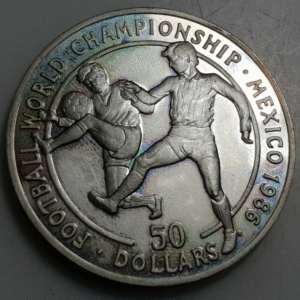 FOOTBALL WORLD CHAMPIONSHIP · MEXICO 1986 ·
50
DOLLARS